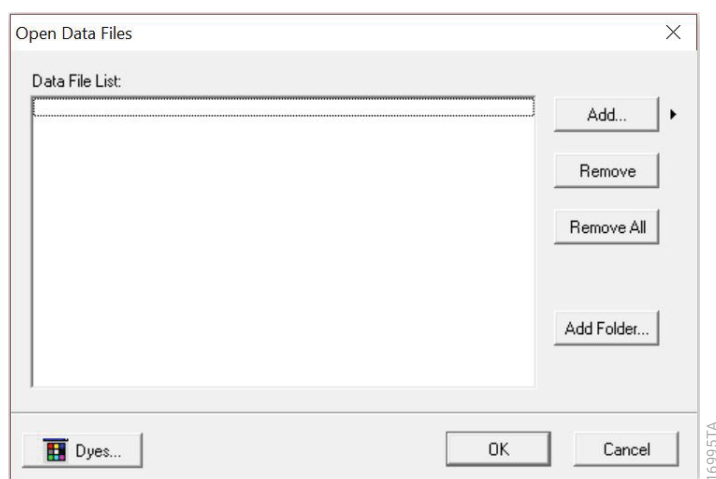 Open Data Files
Data File List:
Add...
Remove
Remove All
Add Folder...
Dyes...
OK
Cancel
16995TA